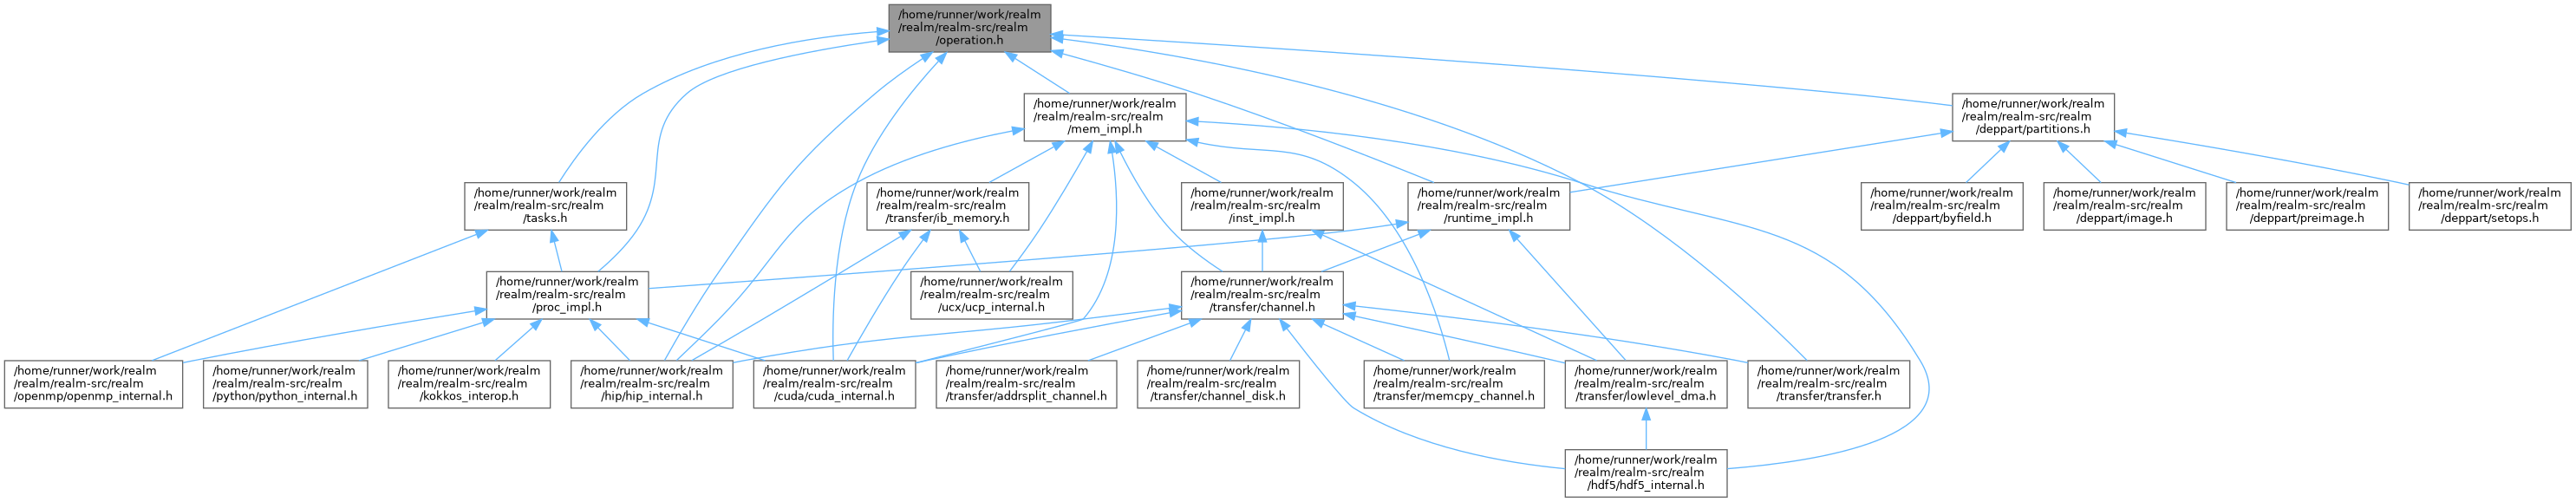 /home/runner/work/realm
/realm/realm-src/realm
/operation.h
/home/runner/work/realm
/realm/realm-src/realm
/mem_impl.h
/home/runner/work/realm
/realm/realm-src/realm
/deppart/partitions.h
/home/runner/work/realm
/realm/realm-src/realm
/tasks.h
/home/runner/work/realm
/realm/realm-src/realm
/transfer/ib_memory.h
/home/runner/work/realm
/realm/realm-src/realm
/inst_impl.h
/home/runner/work/realm
/realm/realm-src/realm
/runtime_impl.h
/home/runner/work/realm
/realm/realm-src/realm
/deppart/byfield.h
/home/runner/work/realm
/realm/realm-src/realm
/deppart/image.h
/home/runner/work/realm
/realm/realm-src/realm
/deppart/preimage.h
/home/runner/work/realm
/realm/realm-src/realm
/deppart/setops.h
/home/runner/work/realm
/realm/realm-src/realm
/proc_impl.h
/home/runner/work/realm
/realm/realm-src/realm
/ucx/ucp_internal.h
/home/runner/work/realm
/realm/realm-src/realm
/transfer/channel.h
/home/runner/work/realm
/realm/realm-src/realm
/openmp/openmp_internal.h
/home/runner/work/realm
/realm/realm-src/realm
/python/python_internal.h
/home/runner/work/realm
/realm/realm-src/realm
/kokkos_interop.h
/home/runner/work/realm
/realm/realm-src/realm
/hip/hip_internal.h
/home/runner/work/realm
/realm/realm-src/realm
/cuda/cuda_internal.h
/home/runner/work/realm
/realm/realm-src/realm
/transfer/addrsplit_channel.h
/home/runner/work/realm
/realm/realm-src/realm
/transfer/channel_disk.h
/home/runner/work/realm
/realm/realm-src/realm
/transfer/memcpy_channel.h
/home/runner/work/realm
/realm/realm-src/realm
/transfer/lowlevel_dma.h
/home/runner/work/realm
/realm/realm-src/realm
/transfer/transfer.h
/home/runner/work/realm
/realm/realm-src/realm
/hdf5/hdf5_internal.h